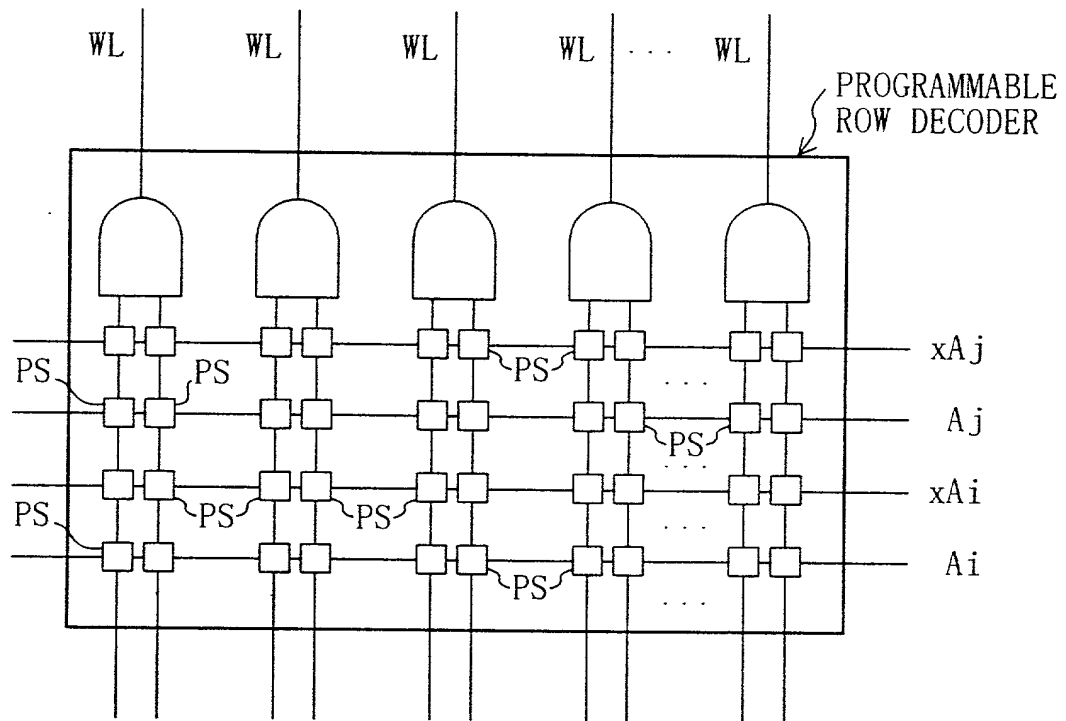 WL WL WL WL ... WL
PROGRAMMABLE
ROW DECODER
xAj
PS PS PS
...
Aj
PS
...
xAi
PS PS PS
...
Ai
PS
...